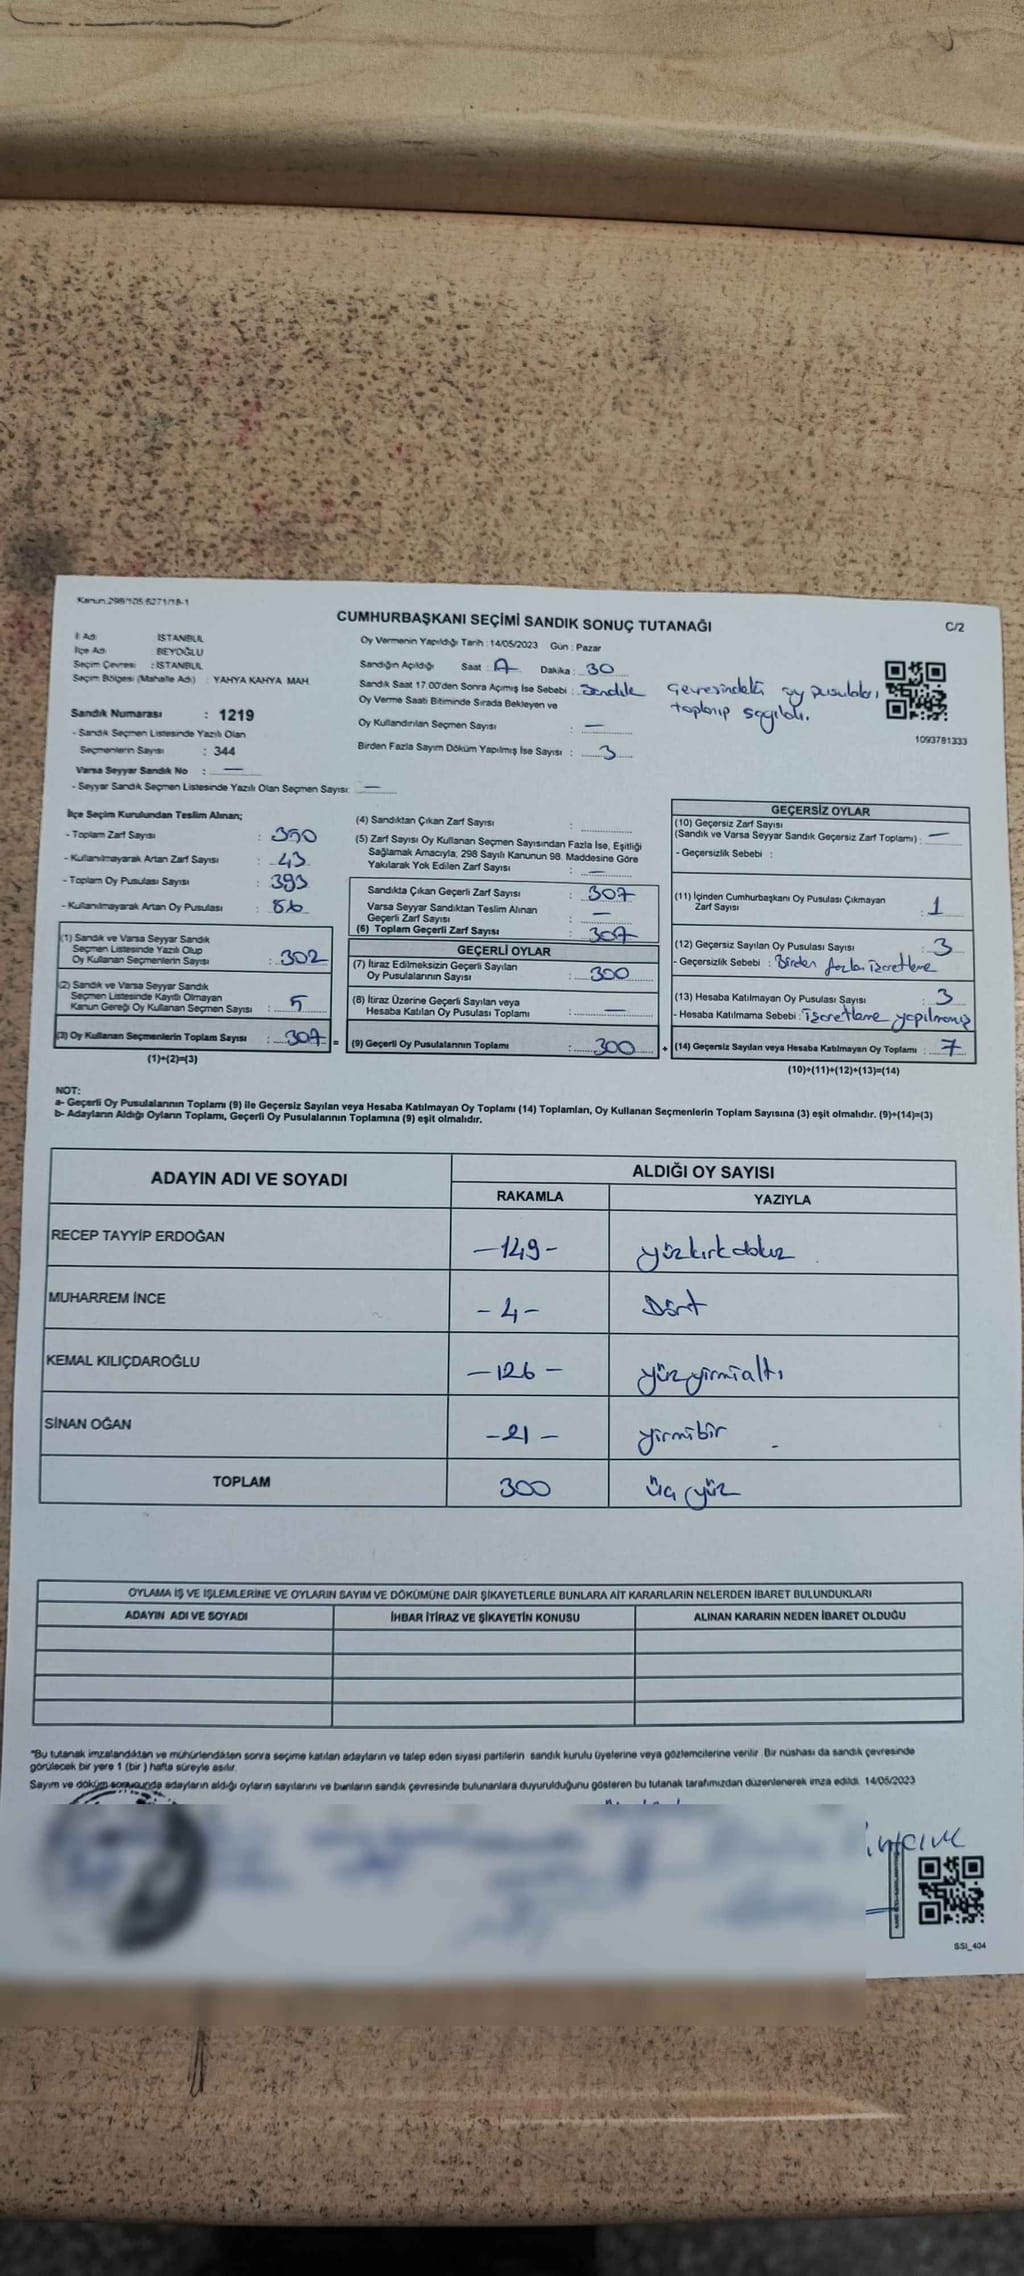 Kanun.298/105.6271/18-1
CUMHURBAŞKANI SEÇİMİ SANDIK SONUÇ TUTANAĞI
C/2
İl Adı İSTANBUL
İlçe Adı BEYOĞLU
Seçim Çevresi : İSTANBUL
Seçim Bölgesi (Mahalle Adı) : YAHYA KAHYA MAH.
Sandık Numarası : 1219
- Sandık Seçmen Listesinde Yazılı Olan
Seçmenlerin Sayısı : 344
Varsa Seyyar Sandık No : —
- Seyyar Sandık Seçmen Listesinde Yazılı Olan Seçmen Sayısı: —
Oy Vermenin Yapıldığı Tarih : 14/05/2023 Gün : Pazar
Sandığın Açıldığı Saat : Dakika : 30
Sandık Saat 17.00'den Sonra Açımış İse Sebebi : Sandık çevresindeki oy pusulaları
toplanıp sayıldı.
Oy Verme Saati Bitiminde Sırada Bekleyen ve
Oy Kullandırılan Seçmen Sayısı : —
Birden Fazla Sayım Döküm Yapılmış İse Sayısı : 3
1093781333
İlçe Seçim Kurulundan Teslim Alınan;
- Toplam Zarf Sayısı : 350
- Kullanılmayarak Artan Zarf Sayısı : 43
- Toplam Oy Pusulası Sayısı : 393
- Kullanılmayarak Artan Oy Pusulası : 86
(1) Sandık ve Varsa Seyyar Sandık
Seçmen Listesinde Yazılı Olup
Oy Kullanan Seçmenlerin Sayısı : 302
(2) Sandık ve Varsa Seyyar Sandık
Seçmen Listesinde Kayıtlı Olmayan
Kanun Gereği Oy Kullanan Seçmen Sayısı : 5
(3) Oy Kullanan Seçmenlerin Toplam Sayısı : 307 =
(1)+(2)=(3)
(4) Sandıktan Çıkan Zarf Sayısı :
(5) Zarf Sayısı Oy Kullanan Seçmen Sayısından Fazla İse, Eşitliği
Sağlamak Amacıyla, 298 Sayılı Kanunun 98. Maddesine Göre
Yakılarak Yok Edilen Zarf Sayısı : —
Sandıkta Çıkan Geçerli Zarf Sayısı : 307
Varsa Seyyar Sandıktan Teslim Alınan
Geçerli Zarf Sayısı : —
(6) Toplam Geçerli Zarf Sayısı : 307
GEÇERLİ OYLAR
(7) İtiraz Edilmeksizin Geçerli Sayılan
Oy Pusulalarının Sayısı : 300
(8) İtiraz Üzerine Geçerli Sayılan veya
Hesaba Katılan Oy Pusulası Toplamı : —
(9) Geçerli Oy Pusulalarının Toplamı : 300 +
GEÇERSİZ OYLAR
(10) Geçersiz Zarf Sayısı
(Sandık ve Varsa Seyyar Sandık Geçersiz Zarf Toplamı) : —
- Geçersizlik Sebebi :
(11) İçinden Cumhurbaşkanı Oy Pusulası Çıkmayan
Zarf Sayısı : 1
(12) Geçersiz Sayılan Oy Pusulası Sayısı : 3
- Geçersizlik Sebebi : Birden fazla işaretleme
(13) Hesaba Katılmayan Oy Pusulası Sayısı : 3
- Hesaba Katılmama Sebebi : işaretleme yapılmamış
(14) Geçersiz Sayılan veya Hesaba Katılmayan Oy Toplamı : 7
(10)+(11)+(12)+(13)=(14)
NOT:
a- Geçerli Oy Pusulalarının Toplamı (9) ile Geçersiz Sayılan veya Hesaba Katılmayan Oy Toplamı (14) Toplamları, Oy Kullanan Seçmenlerin Toplam Sayısına (3) eşit olmalıdır. (9)+(14)=(3)
b- Adayların Aldığı Oyların Toplamı, Geçerli Oy Pusulalarının Toplamına (9) eşit olmalıdır.
ADAYIN ADI VE SOYADI ALDIĞI OY SAYISI
RAKAMLA YAZIYLA
RECEP TAYYİP ERDOĞAN -149- yüzkırkdokuz
MUHARREM İNCE -4- Dört
KEMAL KILIÇDAROĞLU -126- yüzyirmialtı
SİNAN OĞAN -21- yirmibir
TOPLAM 300 üçyüz
OYLAMA İŞ VE İŞLEMLERİNE VE OYLARIN SAYIM VE DÖKÜMÜNE DAİR ŞİKAYETLERLE BUNLARA AİT KARARLARIN NELERDEN İBARET BULUNDUKLARI
ADAYIN ADI VE SOYADI İHBAR İTİRAZ VE ŞİKAYETİN KONUSU ALINAN KARARIN NEDEN İBARET OLDUĞU
*Bu tutanak imzalandıktan ve mühürlendikten sonra seçime katılan adayların ve talep eden siyasi partilerin sandık kurulu üyelerine veya gözlemcilerine verilir. Bir nüshası da sandık çevresinde
görülecek bir yere 1 (bir ) hafta süreyle asılır.
Sayım ve döküm sonucunda adayların aldığı oyların sayılarını ve bunların sandık çevresinde bulunanlara duyurulduğunu gösteren bu tutanak tarafımızdan düzenlenerek imza edildi. 14/05/2023
SSI_404